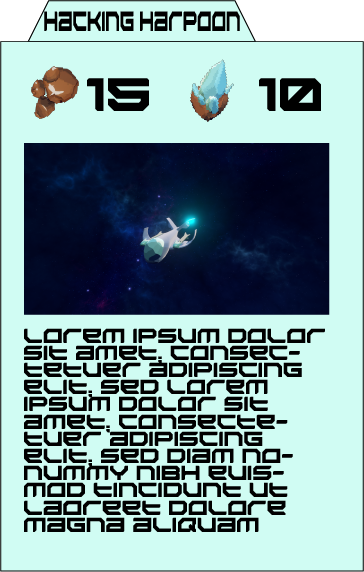 Hacking Harpoon
15 10
Lorem ipsum dolor
sit amet, consec-
tetuer adipiscing
elit, sed Lorem
ipsum dolor sit
amet, consecte-
tuer adipiscing
elit, sed diam no-
nummy nibh euis-
mod tincidunt ut
laoreet dolore
magna aliquam